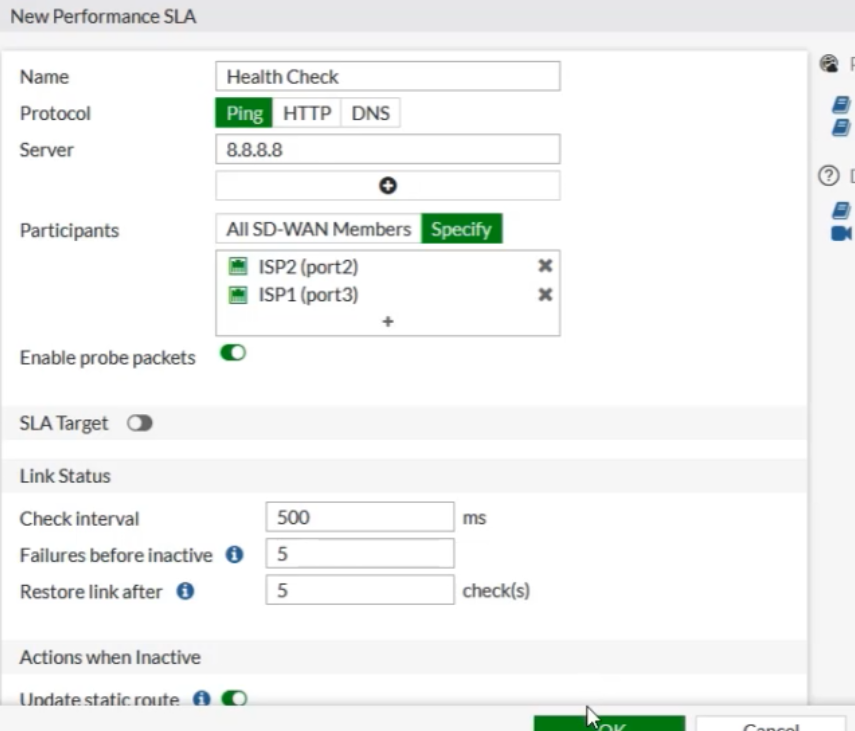 New Performance SLA
Name Health Check
Protocol Ping HTTP DNS
Server 8.8.8.8
Participants All SD-WAN Members Specify
ISP2 (port2)
ISP1 (port3)
+
Enable probe packets
SLA Target
Link Status
Check interval 500 ms
Failures before inactive 5
Restore link after 5 check(s)
Actions when Inactive
Update static route
OK Cancel